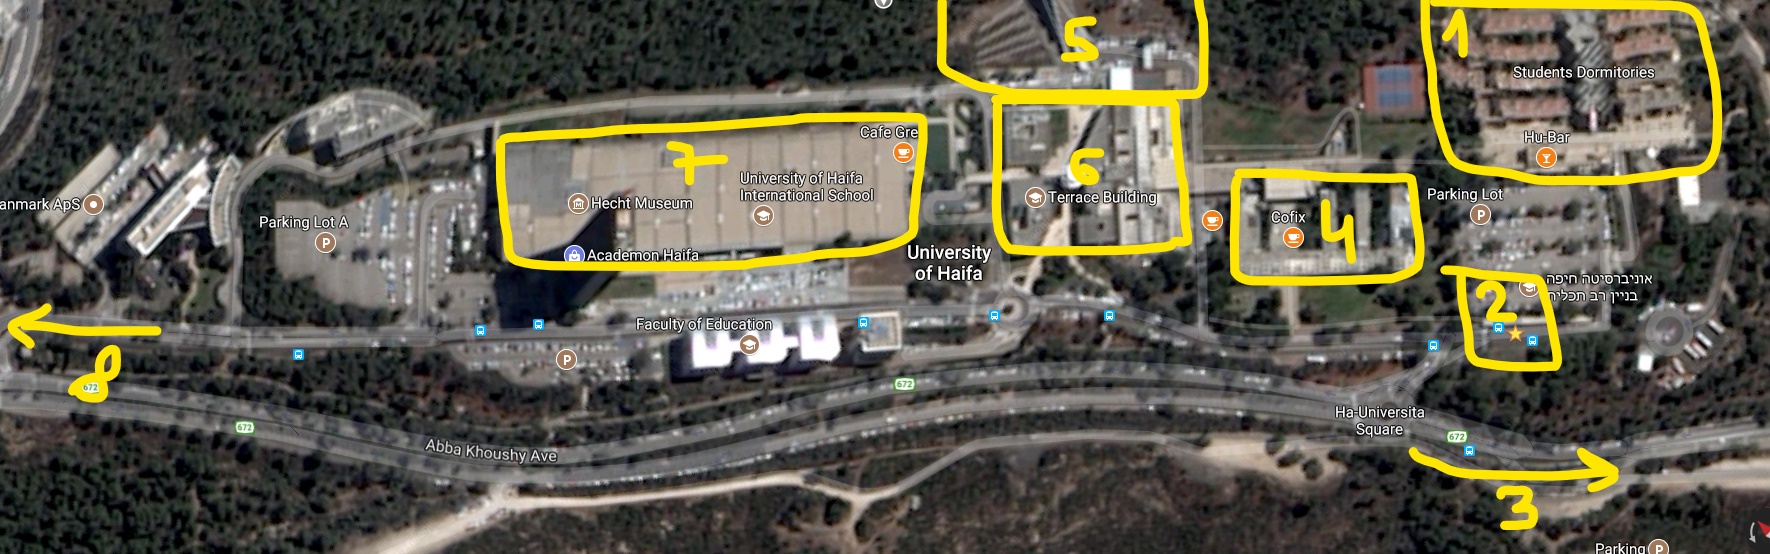 1
5
Students Dormitories
Cafe Gre
Hu-Bar
7
6
University of Haifa
International School
Hecht Museum
Terrace Building
Parking Lot
anmark ApS
Parking Lot A
Cofix
4
Academon Haifa
University
of Haifa
אוניברסיטה חיפה
בניין רב תכליתי
2
Faculty of Education
P
8
672
672
672
Ha-Universita
Square
672
Abba Khoushy Ave
3
Parking P